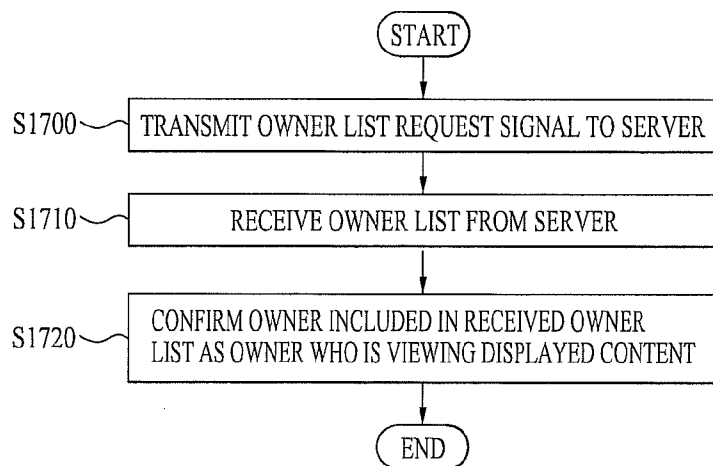 START
S1700
TRANSMIT OWNER LIST REQUEST SIGNAL TO SERVER
S1710
RECEIVE OWNER LIST FROM SERVER
S1720
CONFIRM OWNER INCLUDED IN RECEIVED OWNER
LIST AS OWNER WHO IS VIEWING DISPLAYED CONTENT
END